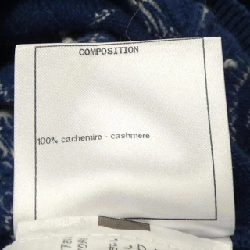 COMPOSITION
100% cachemire - cashmere